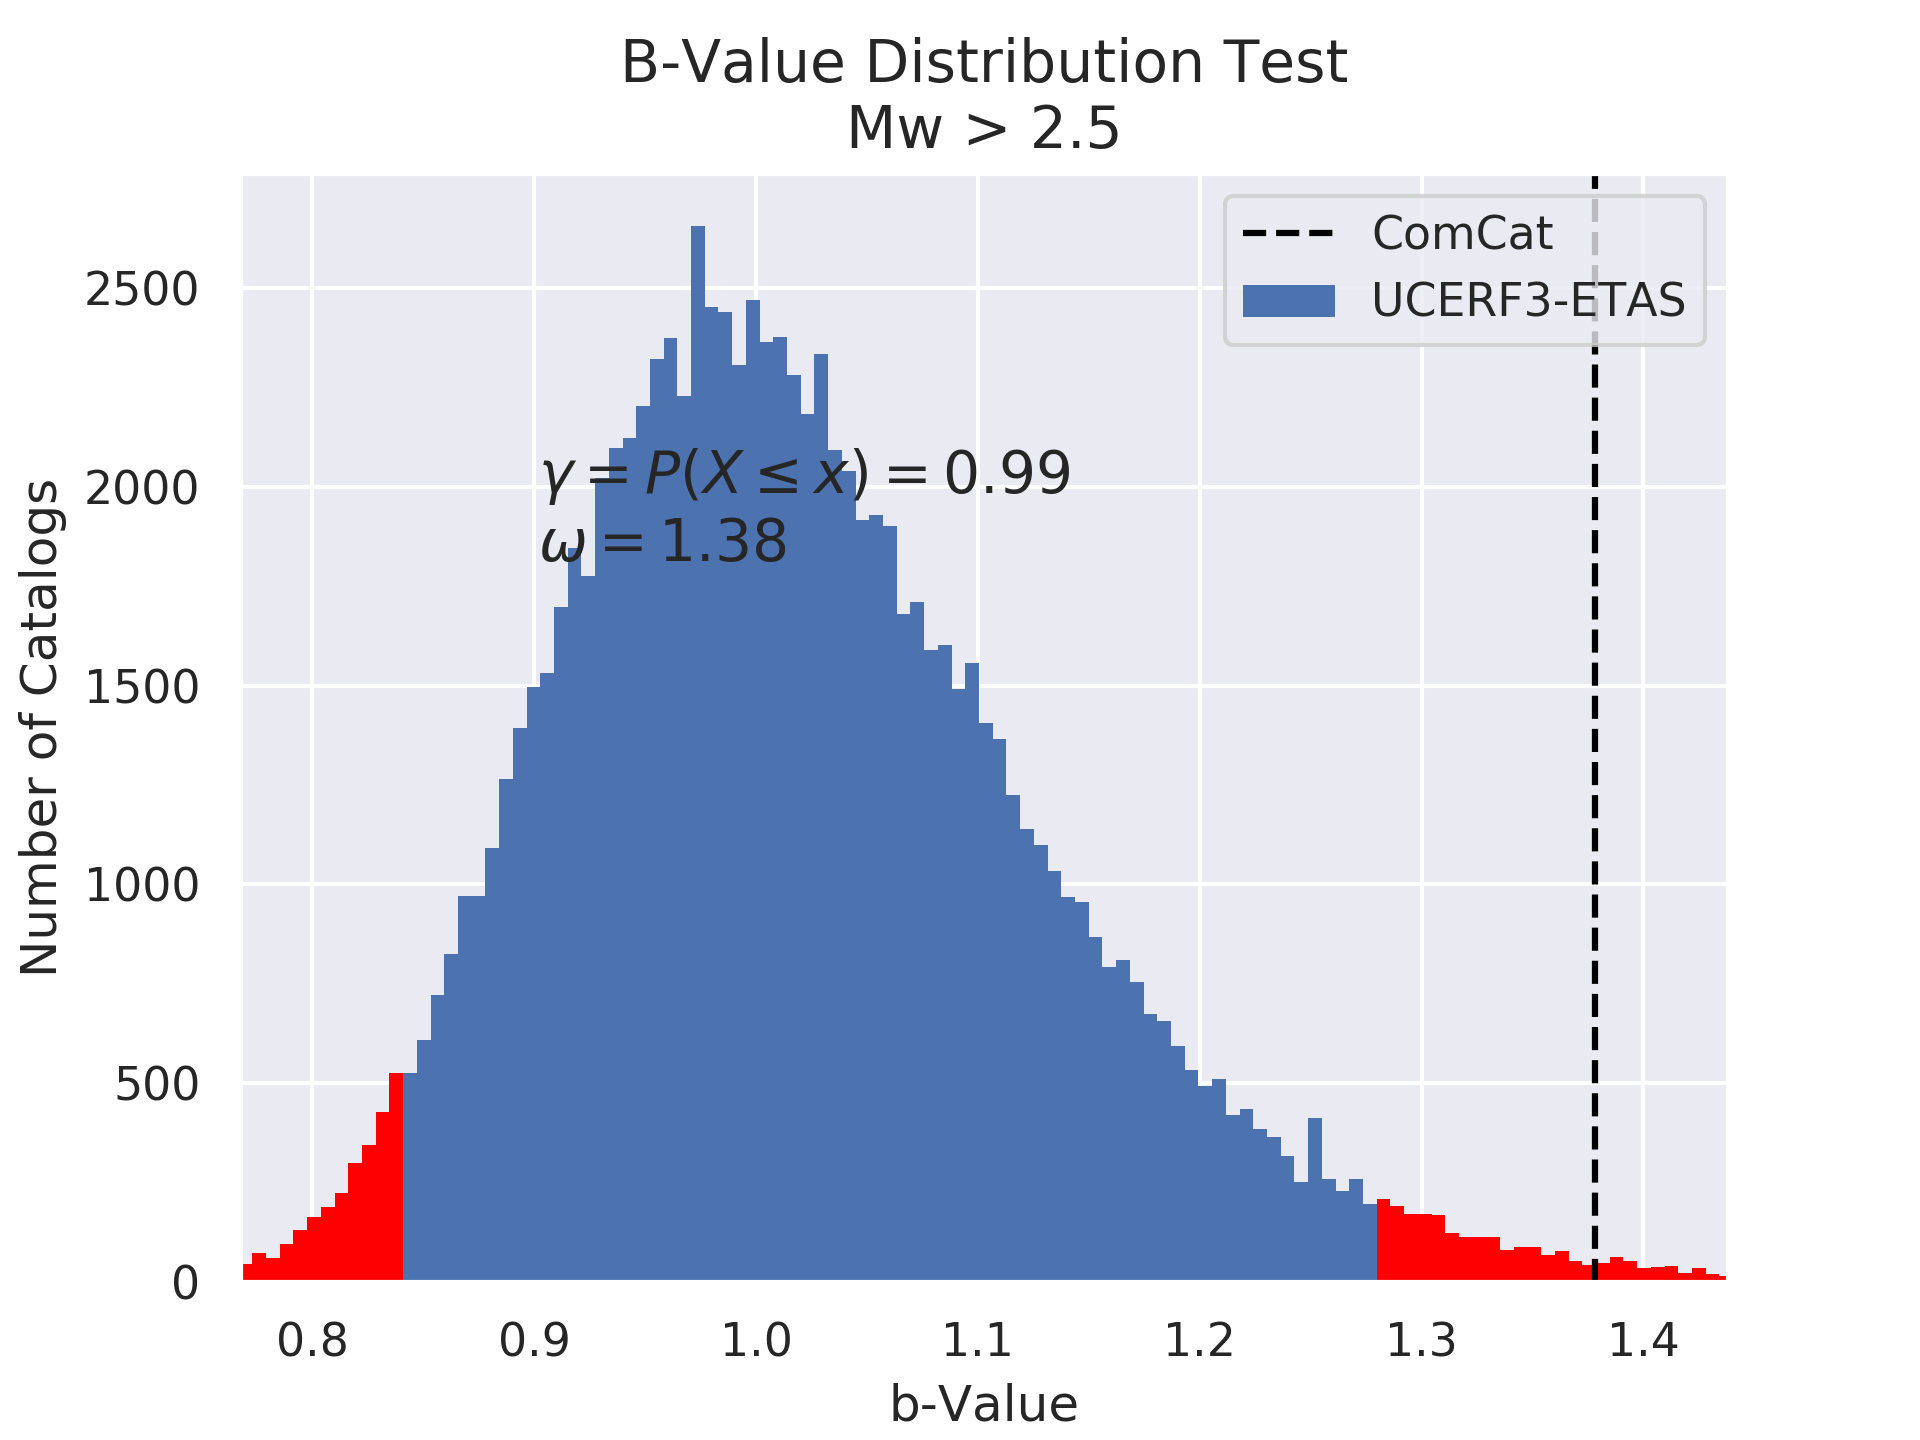 B-Value Distribution Test
Mw > 2.5
ComCat
UCERF3-ETAS
γ = P(X ≤ x) = 0.99
ω = 1.38
Number of Catalogs
2500
2000
1500
1000
500
0
0.8 0.9 1.0 1.1 1.2 1.3 1.4
b-Value